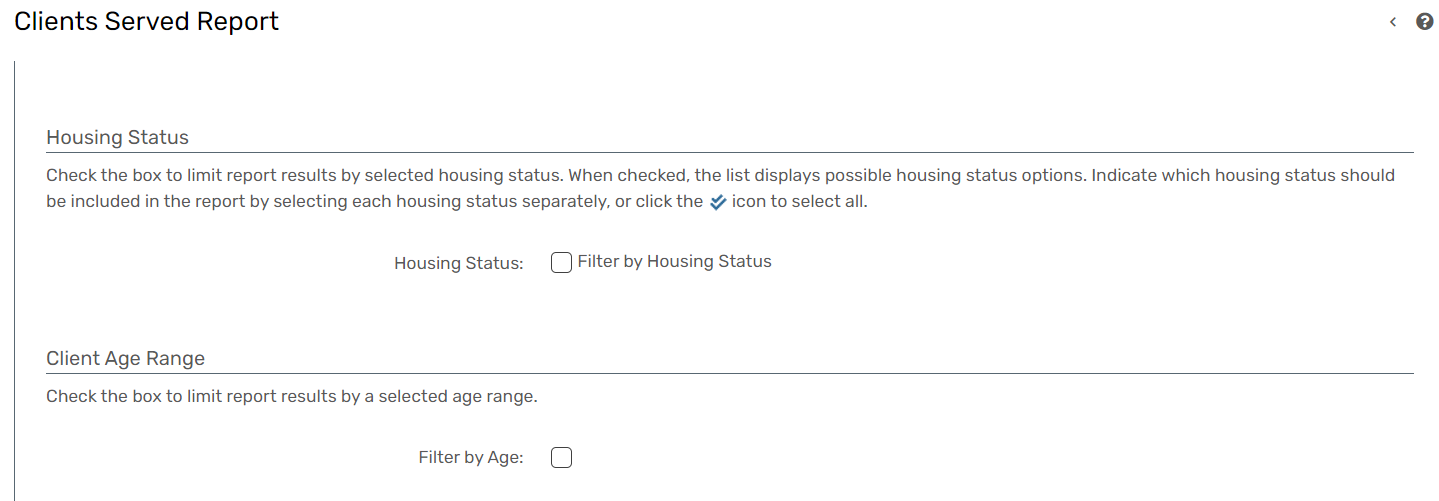 Clients Served Report
Housing Status
Check the box to limit report results by selected housing status. When checked, the list displays possible housing status options. Indicate which housing status should
be included in the report by selecting each housing status separately, or click the icon to select all.
Housing Status: Filter by Housing Status
Client Age Range
Check the box to limit report results by a selected age range.
Filter by Age: